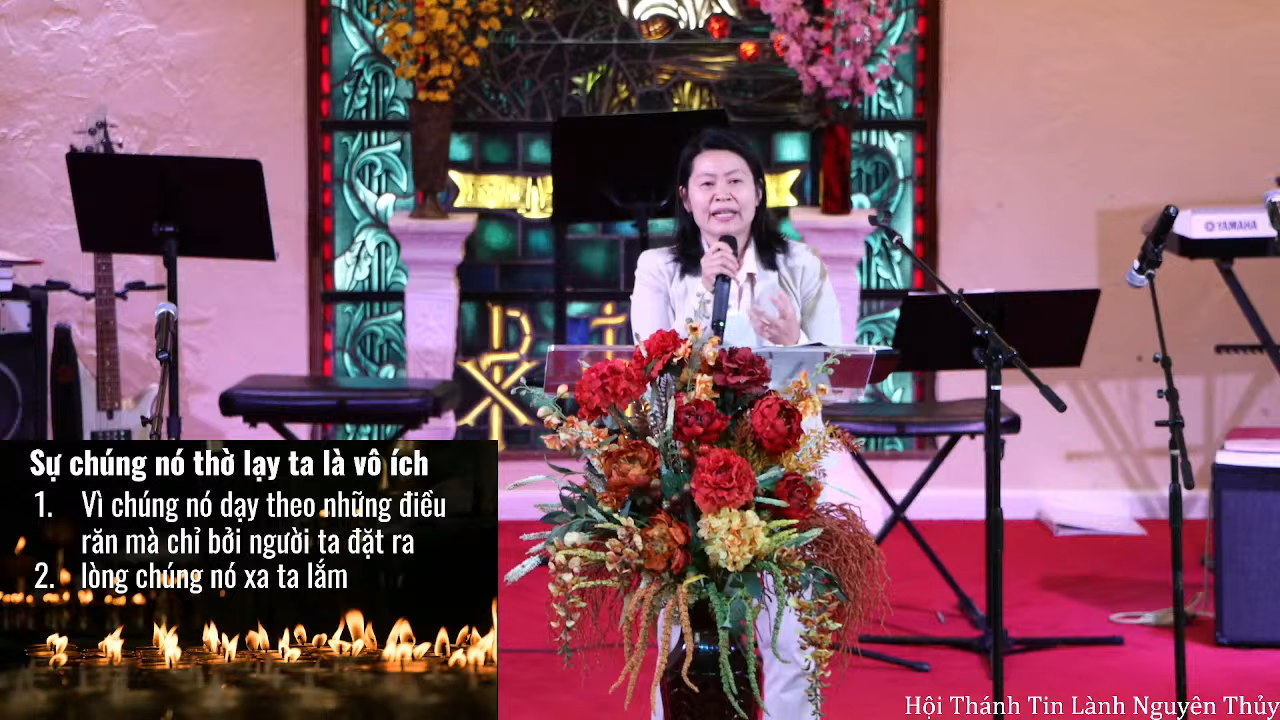 YAMAHA
Sự chúng nó thờ lạy ta là vô ích
1. Vì chúng nó dạy theo những điều
răn mà chỉ bởi người ta đặt ra
2. lòng chúng nó xa ta lắm
Hội Thánh Tin Lành Nguyên Thủy